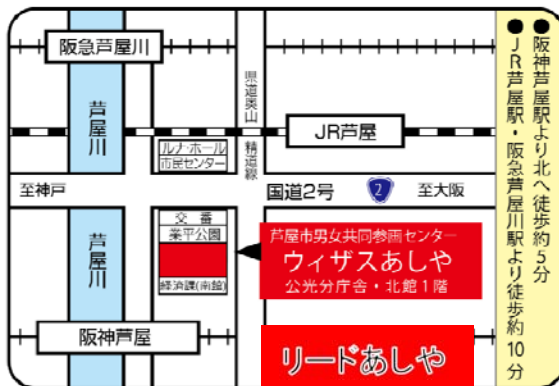 阪急芦屋川
芦屋川
県道奥山
精道線
JR芦屋
ルナ・ホール
市民センター
至神戸
国道2号
2
至大阪
芦屋川
交番
業平公園
経済課(南館)
芦屋市男女共同参画センター
ウィザスあしや
公光分庁舎・北館1階
阪神芦屋
リードあしや
●阪神芦屋駅より北へ徒歩約5分
●JR芦屋駅・阪急芦屋川駅より徒歩約10分